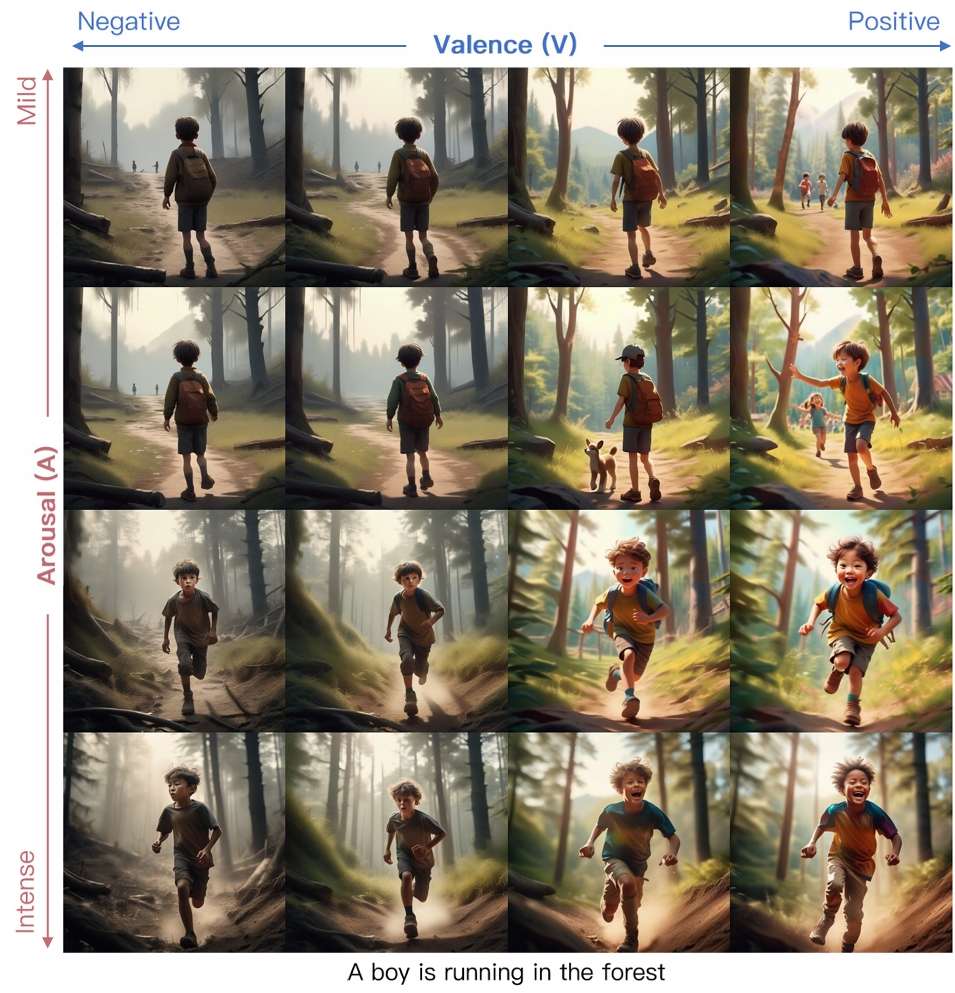 Negative
Positive
Valence (V)
Mild
Arousal (A)
Intense
A boy is running in the forest